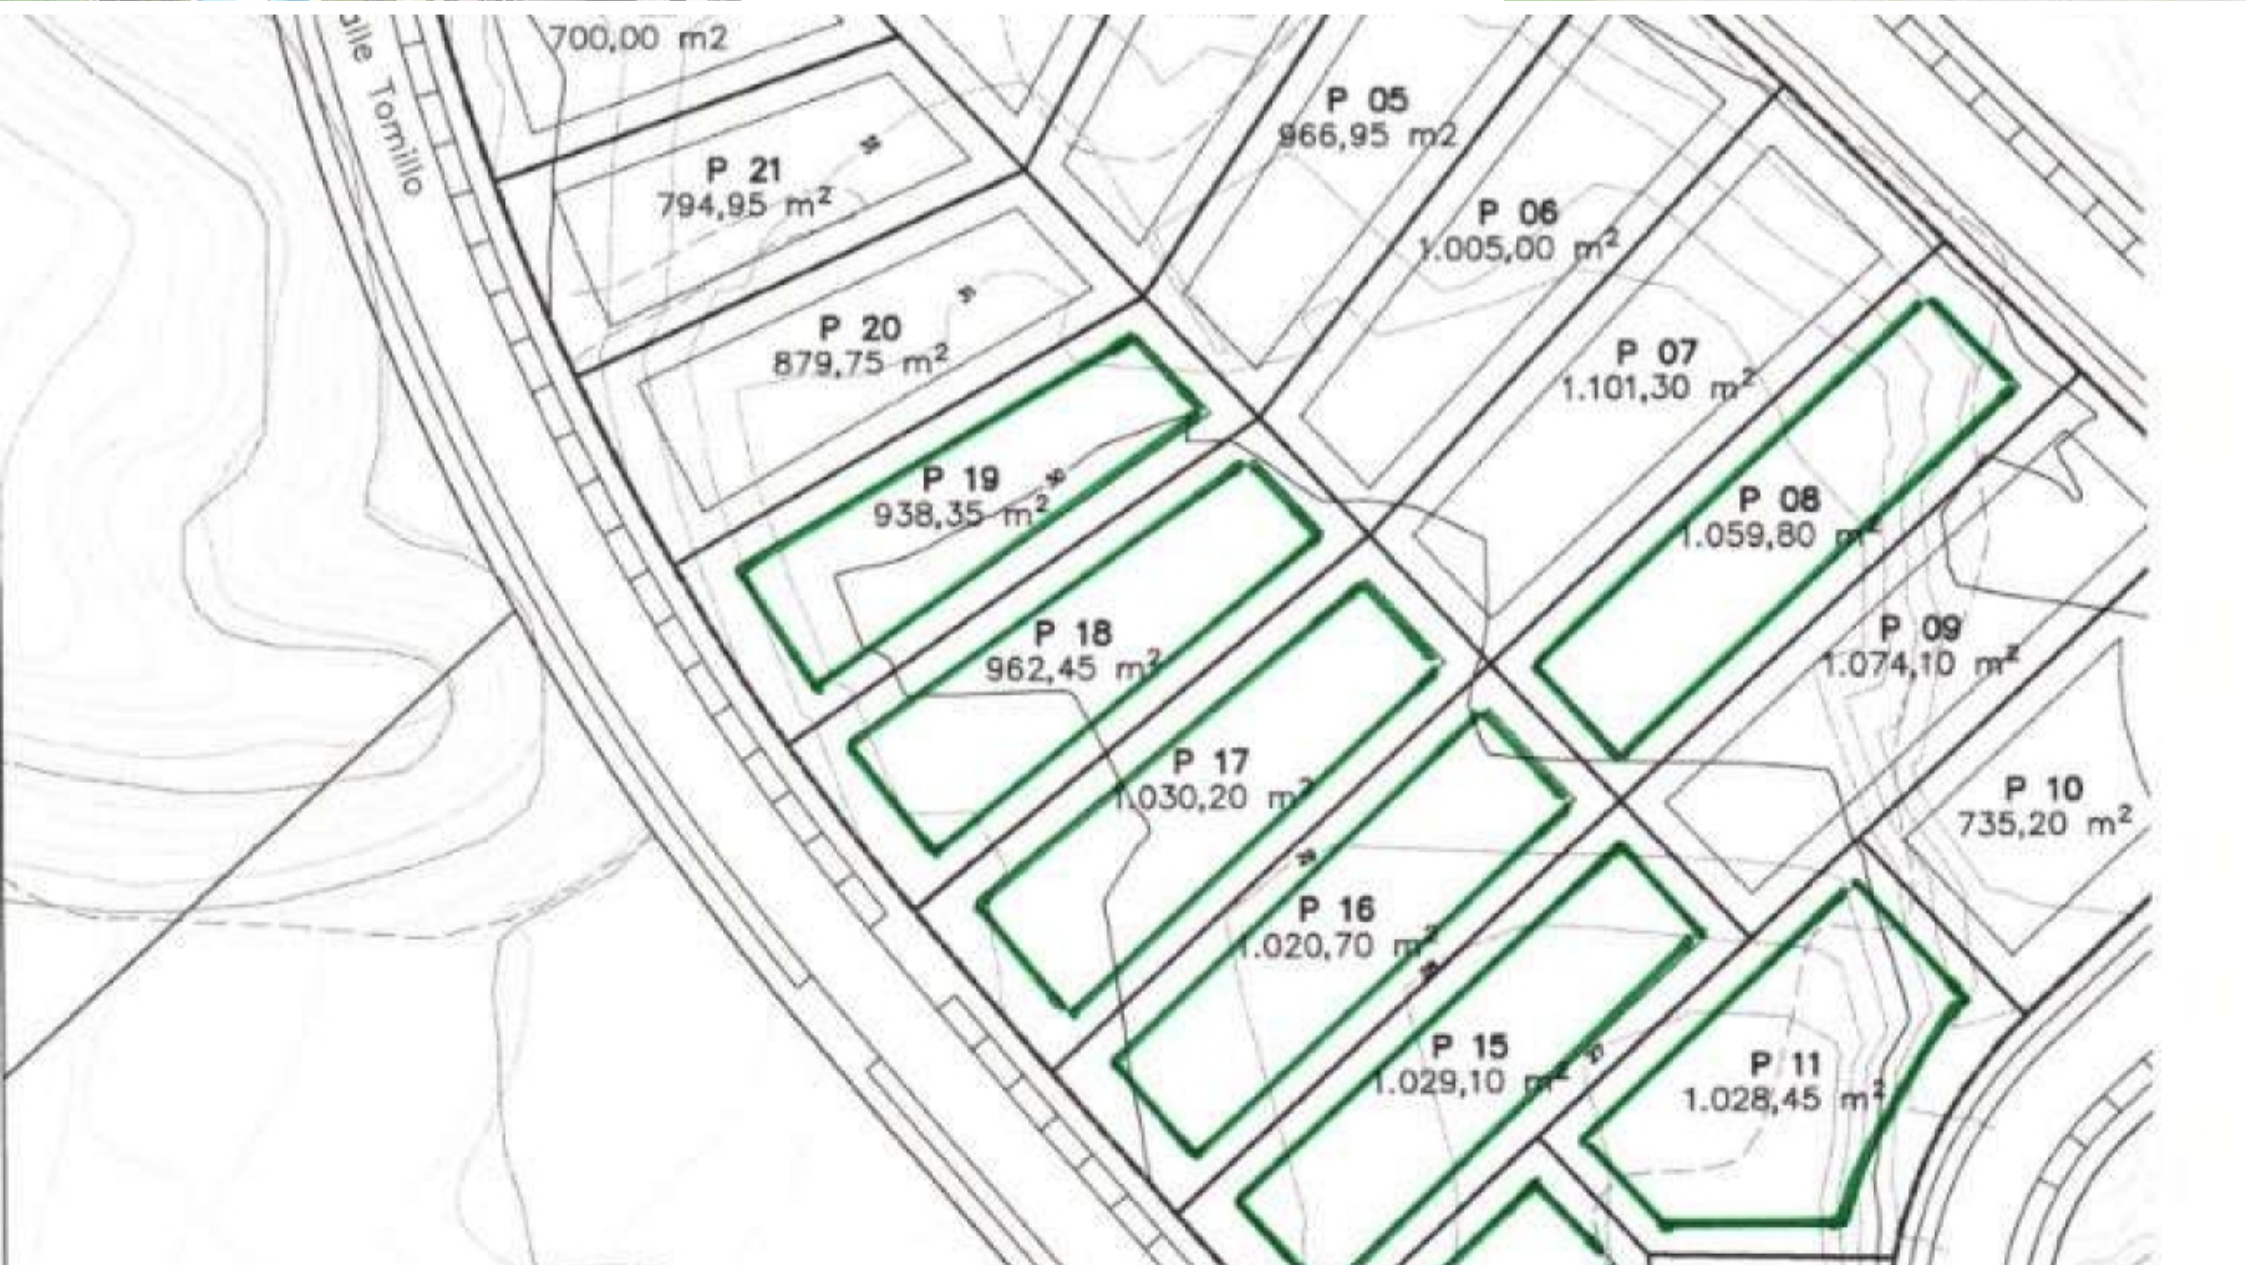 700,00 m2
alle Tomillo
P 05
966,95 m2
P 21
794,95 m²
P 06
1.005,00 m²
P 20
879,75 m²
P 07
1.101,30 m²
P 19
938,35 m²
P 08
1.059,80 m²
P 18
962,45 m²
P 09
1.074,10 m²
P 17
1.030,20 m²
P 10
735,20 m²
P 16
1.020,70 m²
P 15
1.029,10 m²
P 11
1.028,45 m²